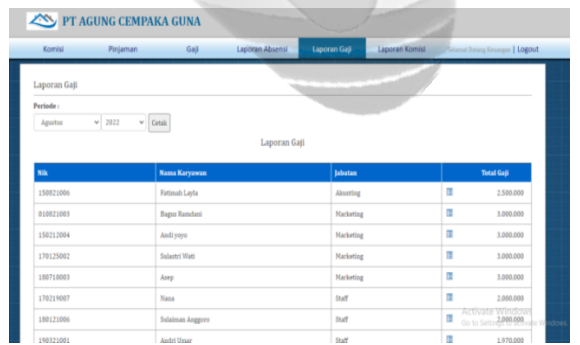 PT AGUNG CEMPAKA GUNA
Komisi Pinjaman Gaji Laporan Absensi Laporan Gaji Laporan Komisi Selamat Datang Keuangan | Logout
Laporan Gaji
Periode :
Agustus 2022 Cetak
Laporan Gaji
Nik Nama Karyawan Jabatan Total Gaji
150821006 Fatimah Layla Akunting 2.500.000
010821003 Bagus Ramdani Marketing 3.000.000
150212004 Andi yoyo Marketing 3.000.000
170125002 Sulastri Wati Marketing 3.000.000
180710003 Asep Marketing 3.000.000
170219007 Nana Staff 2.000.000
180121006 Sulaiman Anggoro Staff 2.000.000
190321001 Andri Umar Staff 1.970.000
Activate Windows
Go to Settings to activate Windows.